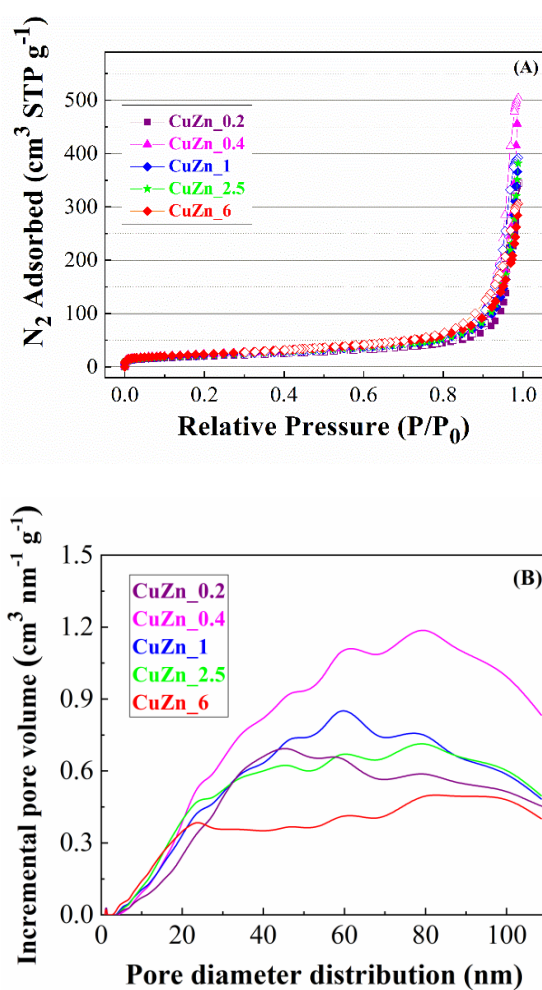 (A)
N2 Adsorbed (cm3 STP g-1)
500
400
300
200
100
0
CuZn_0.2
CuZn_0.4
CuZn_1
CuZn_2.5
CuZn_6
0.0 0.2 0.4 0.6 0.8 1.0
Relative Pressure (P/P0)
(B)
Incremental pore volume (cm3 nm-1 g-1)
1.5
1.2
0.9
0.6
0.3
0.0
CuZn_0.2
CuZn_0.4
CuZn_1
CuZn_2.5
CuZn_6
0 20 40 60 80 100
Pore diameter distribution (nm)